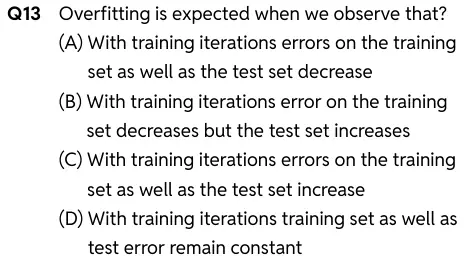 Q13 Overfitting is expected when we observe that?
(A) With training iterations errors on the training
set as well as the test set decrease
(B) With training iterations error on the training
set decreases but the test set increases
(C) With training iterations errors on the training
set as well as the test set increase
(D) With training iterations training set as well as
test error remain constant